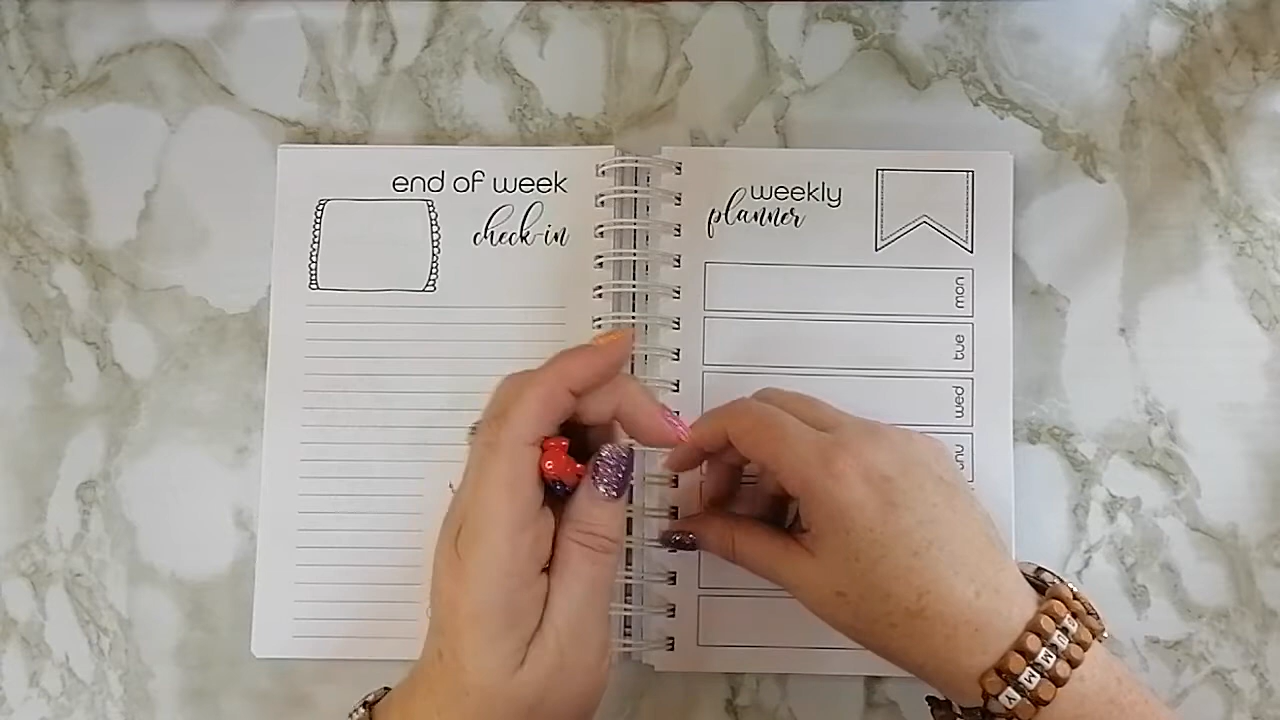 end of week
check-in
weekly
planner
mon
tue
wed